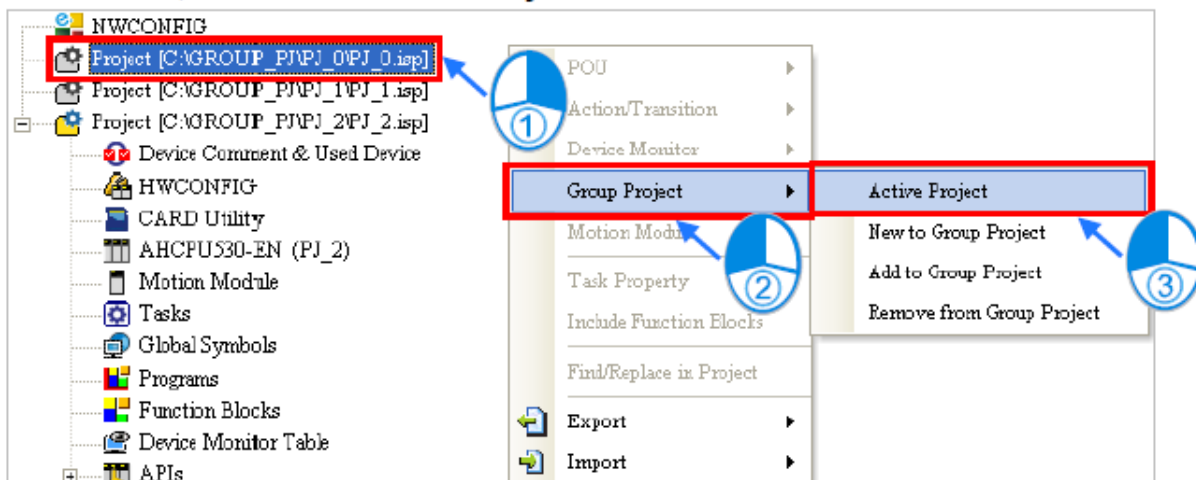 NWCONFIG
Project [C:\GROUP_PJ\PJ_0\PJ_0.isp]
Project [C:\GROUP_PJ\PJ_1\PJ_1.isp]
Project [C:\GROUP_PJ\PJ_2\PJ_2.isp]
Device Comment & Used Device
HWCONFIG
CARD Utility
AHCPU530-EN (PJ_2)
Motion Module
Tasks
Global Symbols
Programs
Function Blocks
Device Monitor Table
APIs
①
POU
Action/Transition
Device Monitor
Group Project
Motion Modu
②
Task Property
Include Function Blocks
Find/Replace in Project
Export
Import
Active Project
New to Group Project
Add to Group Project
Remove from Group Project
③